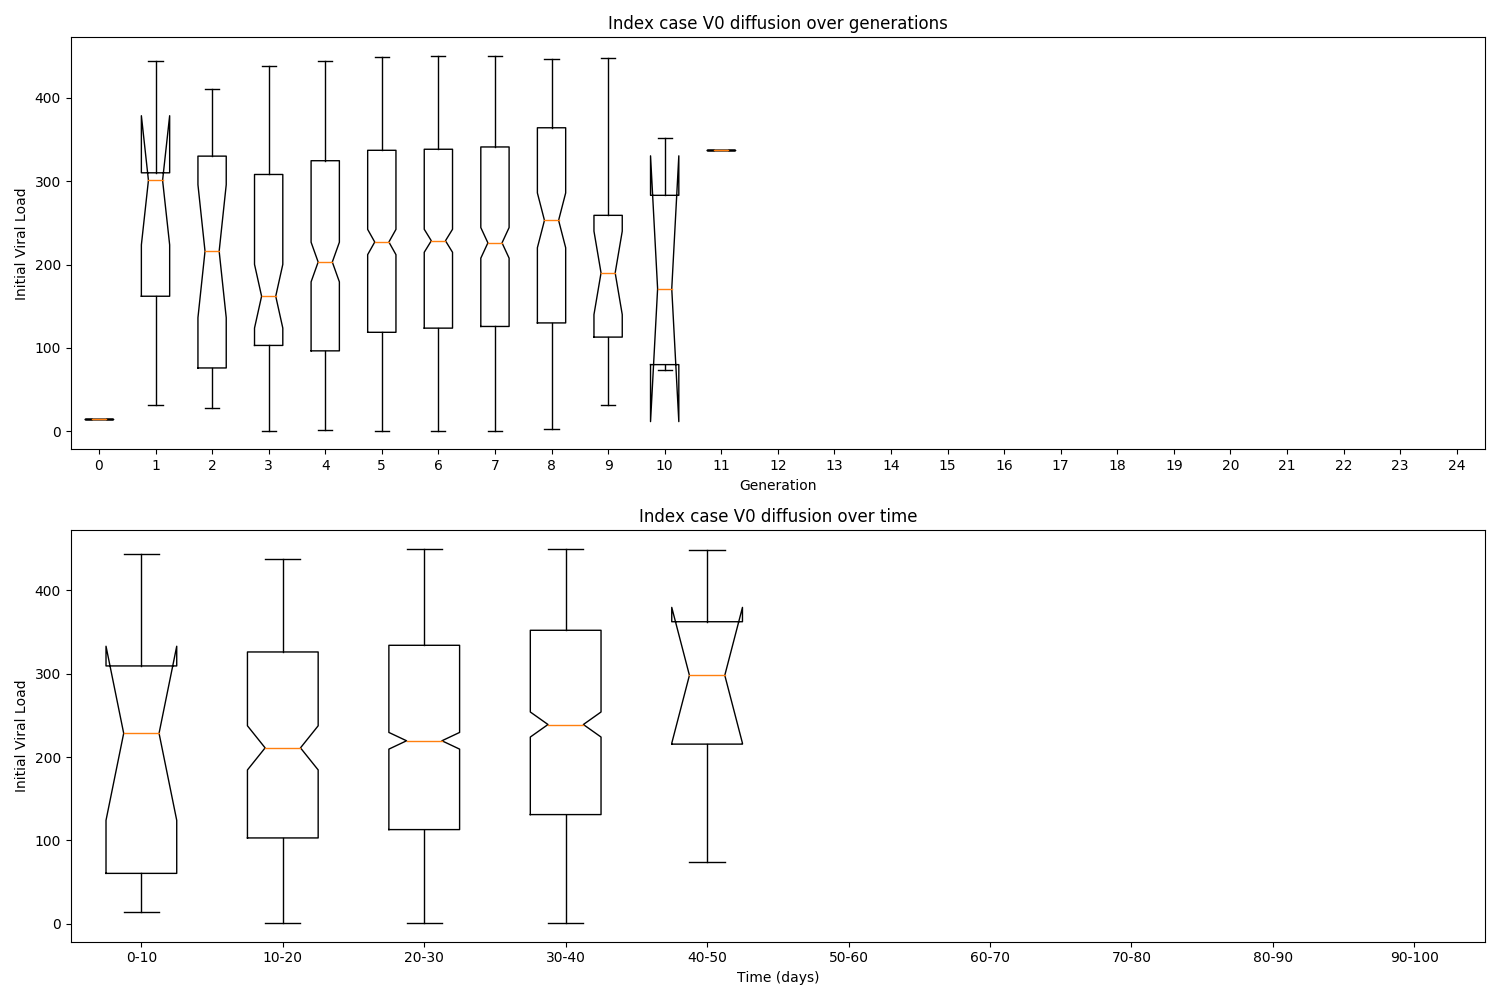 Index case V0 diffusion over generations
400
300
200
100
0
Initial Viral Load
0 1 2 3 4 5 6 7 8 9 10 11 12 13 14 15 16 17 18 19 20 21 22 23 24
Generation
Index case V0 diffusion over time
400
300
200
100
0
Initial Viral Load
0-10 10-20 20-30 30-40 40-50 50-60 60-70 70-80 80-90 90-100
Time (days)